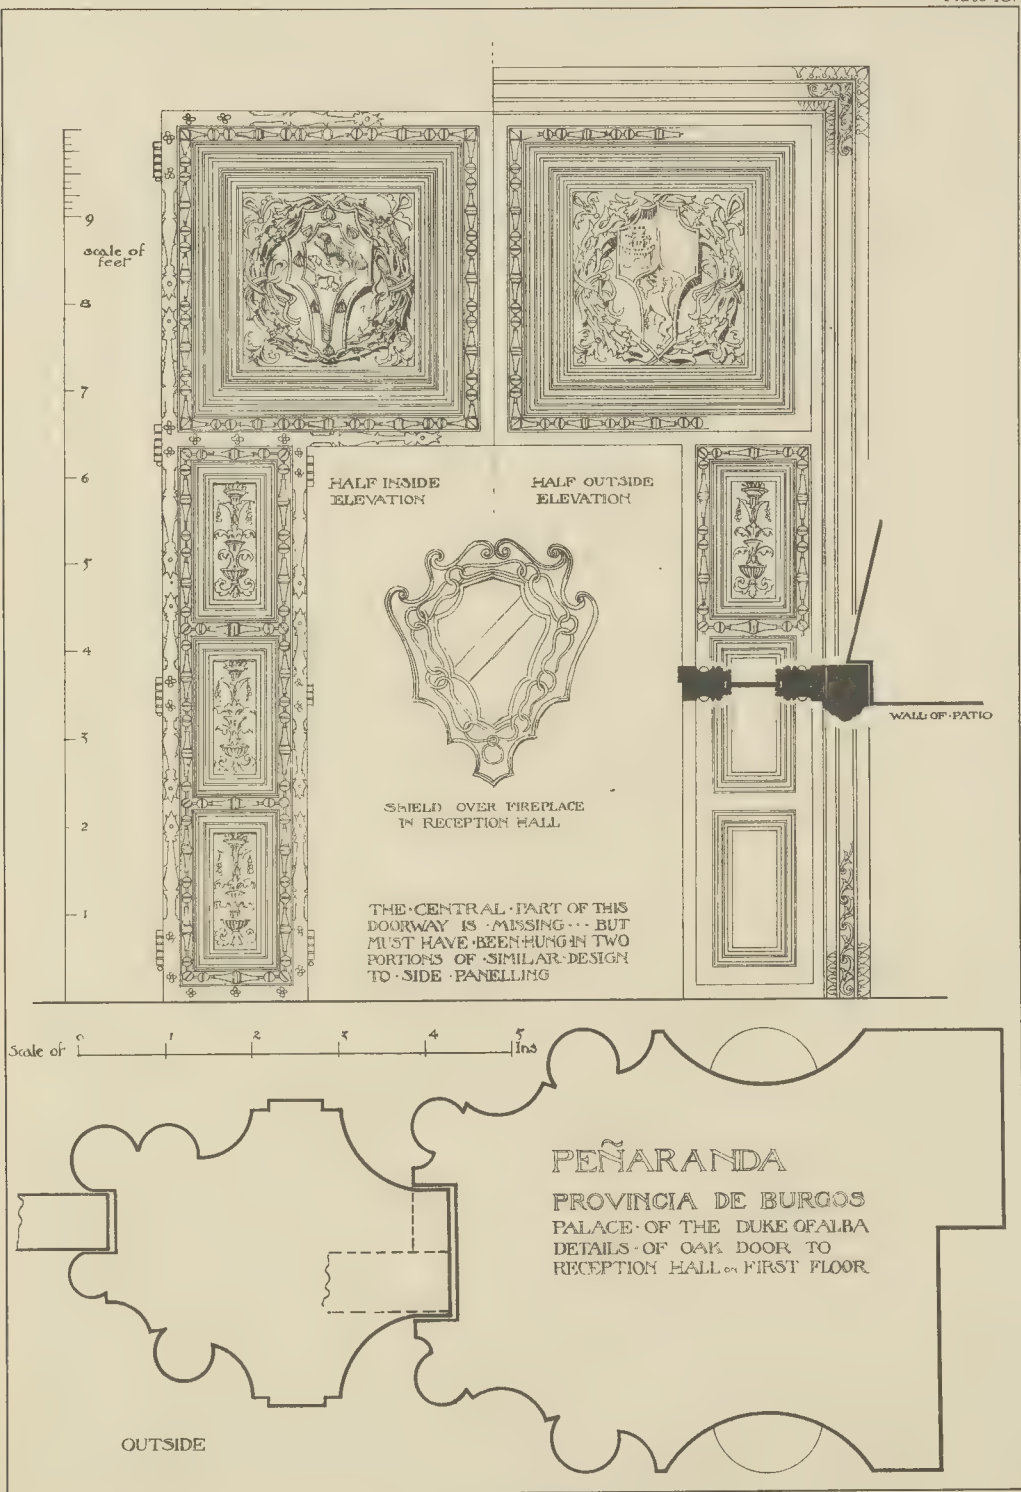 9
scale of
feet
8
7
6
5
4
3
2
1
HALF INSIDE
ELEVATION
HALF OUTSIDE
ELEVATION
WALL OF·PATIO
SHIELD OVER FIREPLACE
IN RECEPTION HALL
THE·CENTRAL·PART OF THIS
DOORWAY IS·MISSING···BUT
MUST HAVE·BEEN·HUNG·IN TWO
PORTIONS OF·SIMILAR·DESIGN
TO·SIDE·PANELLING
Scale of 0 1 2 3 4 5 Ins
PEÑARANDA
PROVINCIA DE BURGOS
PALACE·OF THE DUKE OF ALBA
DETAILS·OF OAK DOOR TO
RECEPTION HALL on FIRST FLOOR
OUTSIDE